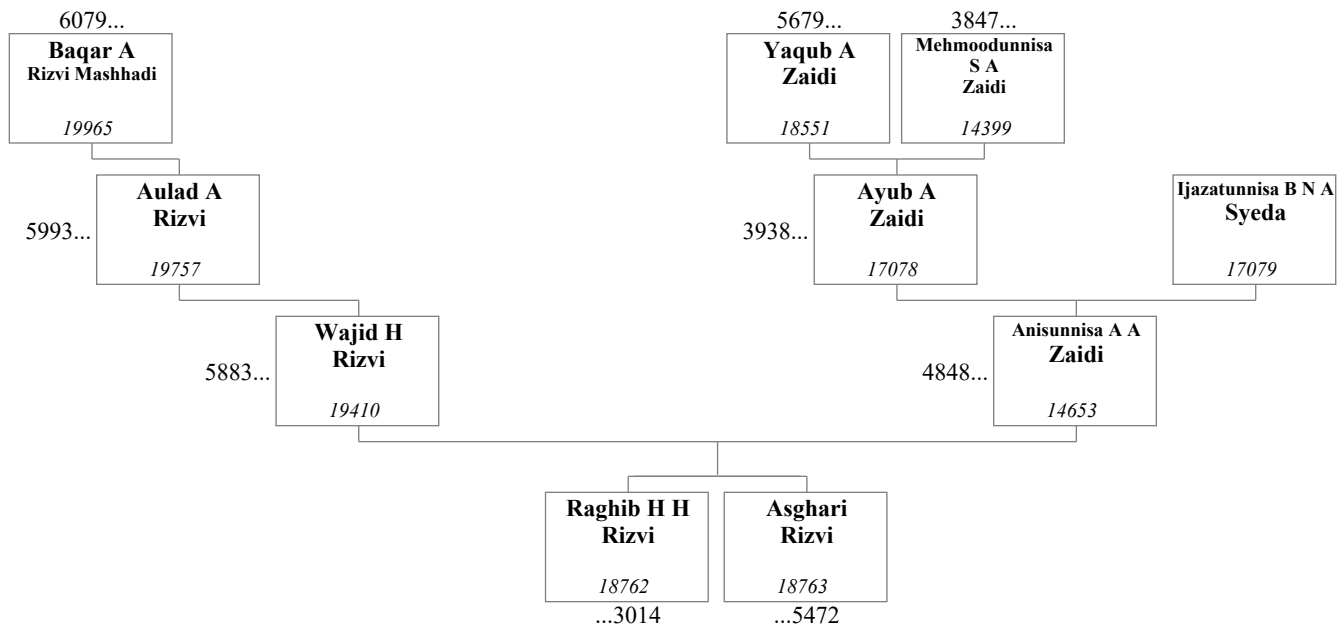 6079...
Baqar A
Rizvi Mashhadi
19965
5679...
Yaqub A
Zaidi
18551
3847...
Mehmoodunnisa
S A
Zaidi
14399
5993...
Aulad A
Rizvi
19757
3938...
Ayub A
Zaidi
17078
Ijazatunnisa B N A
Syeda
17079
5883...
Wajid H
Rizvi
19410
4848...
Anisunnisa A A
Zaidi
14653
Raghib H H
Rizvi
18762
...3014
Asghari
Rizvi
18763
...5472